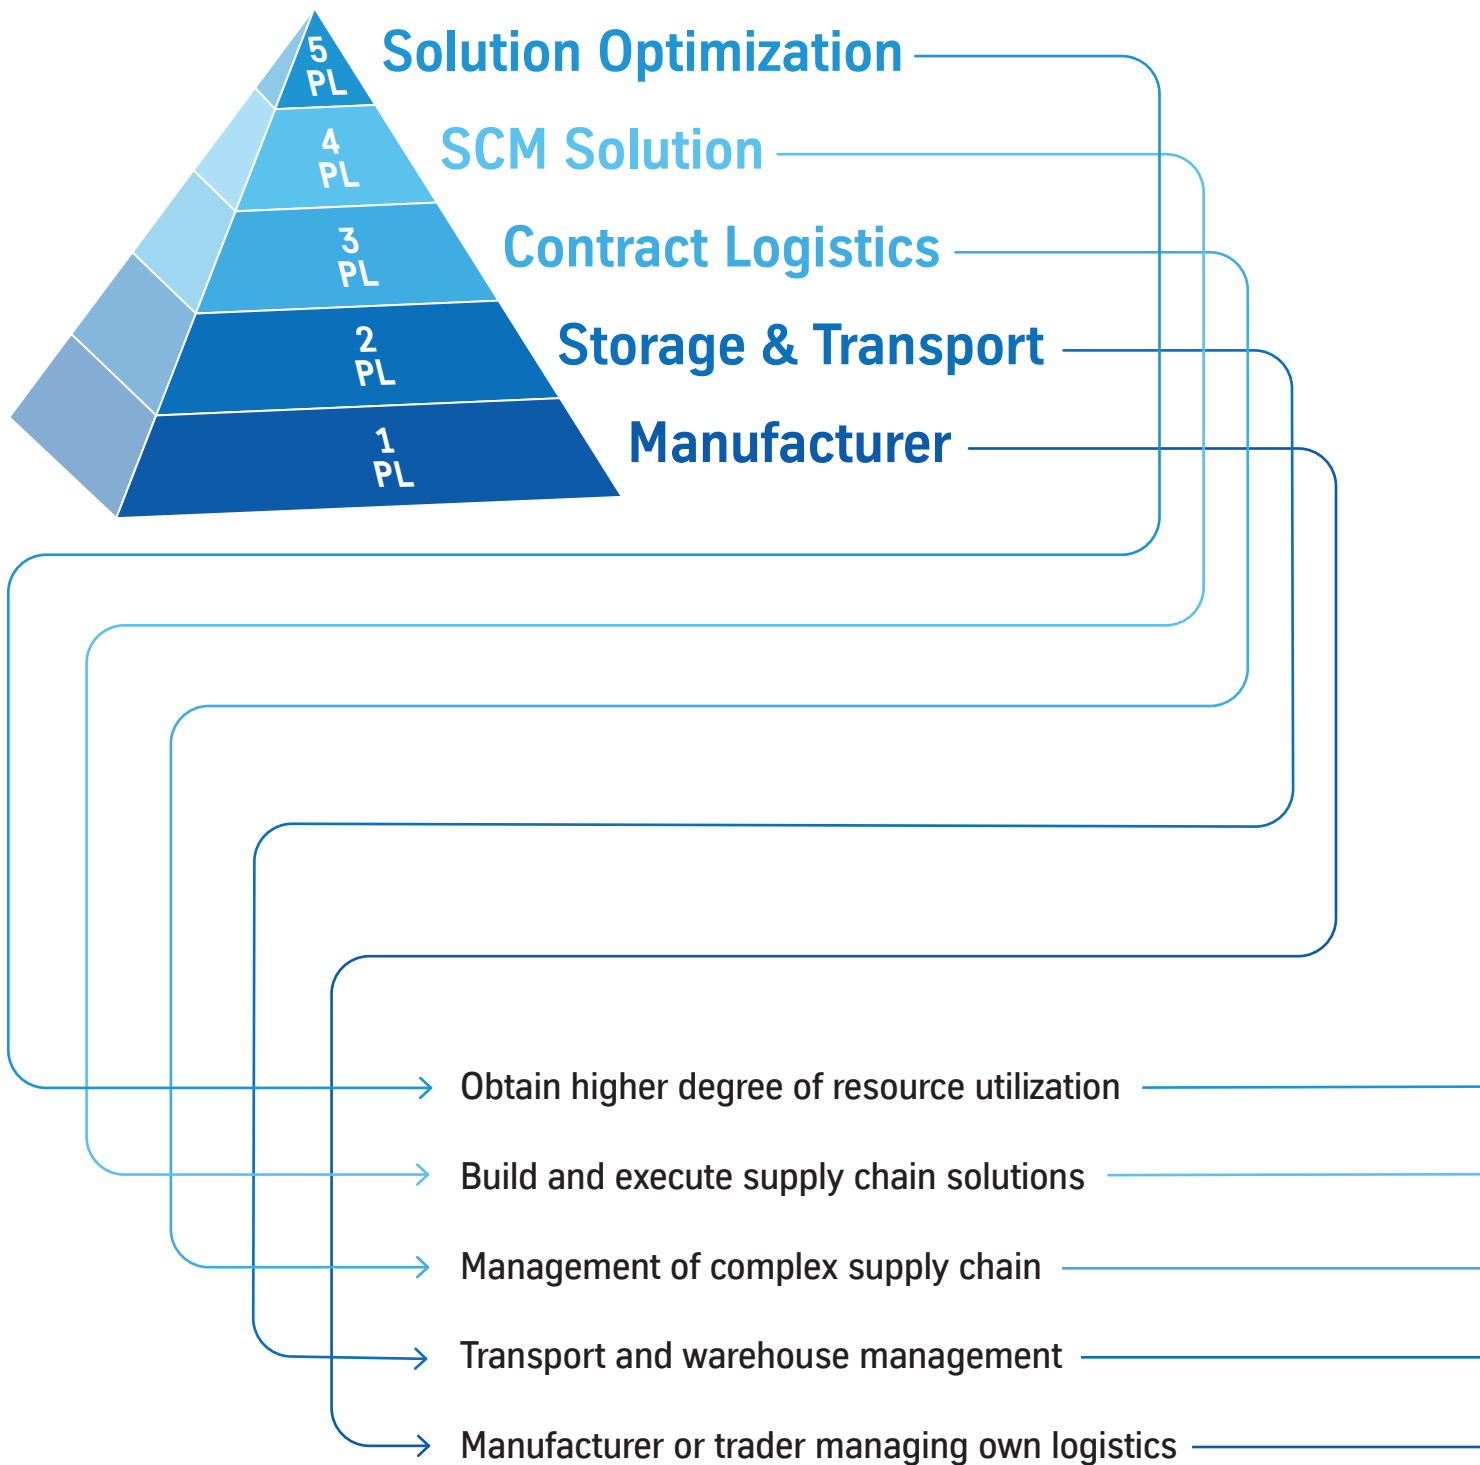 5
PL
Solution Optimization
4
PL
SCM Solution
3
PL
Contract Logistics
2
PL
Storage & Transport
1
PL
Manufacturer
Obtain higher degree of resource utilization
Build and execute supply chain solutions
Management of complex supply chain
Transport and warehouse management
Manufacturer or trader managing own logistics